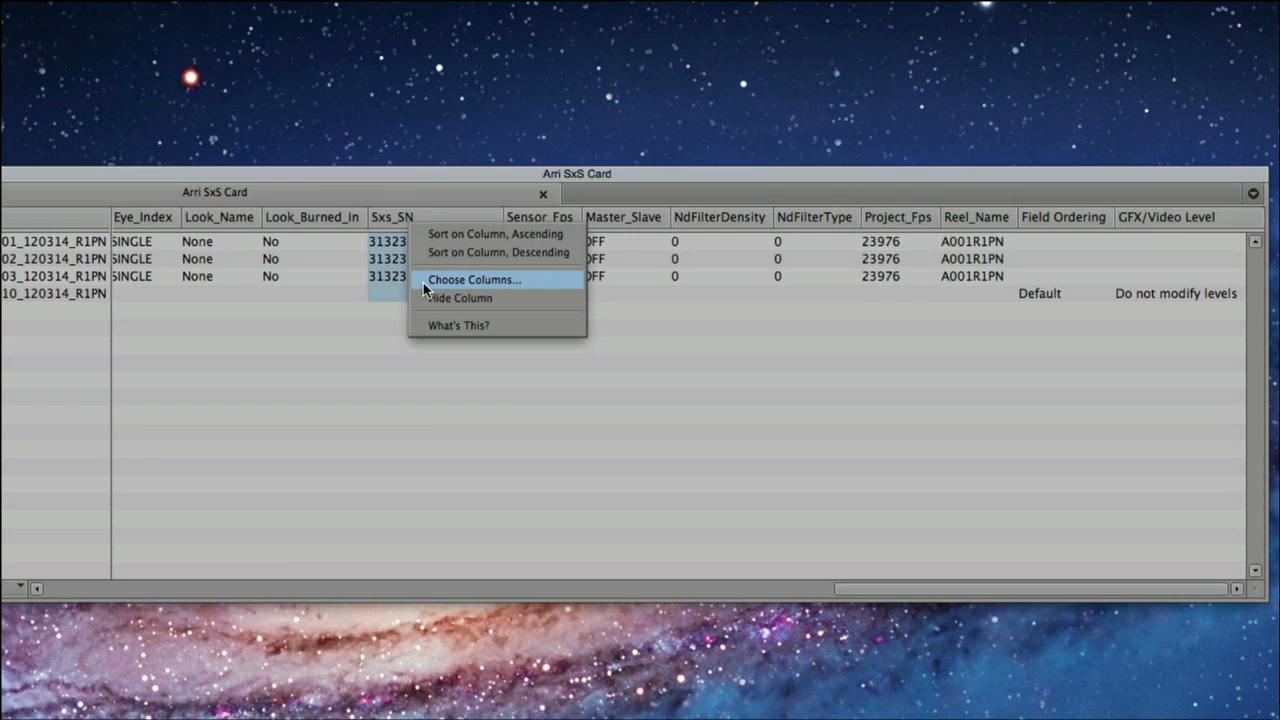 Arri SxS Card
Arri SxS Card
Eye_Index Look_Name Look_Burned_In Sxs_SN Sensor_Fps Master_Slave NdFilterDensity NdFilterType Project_Fps Reel_Name Field Ordering GFX/Video Level
01_120314_R1PN SINGLE None No 31323 OFF 0 0 23976 A001R1PN
02_120314_R1PN SINGLE None No 31323 OFF 0 0 23976 A001R1PN
03_120314_R1PN SINGLE None No 31323 OFF 0 0 23976 A001R1PN
10_120314_R1PN Default Do not modify levels
Sort on Column, Ascending
Sort on Column, Descending
Choose Columns...
Hide Column
What's This?